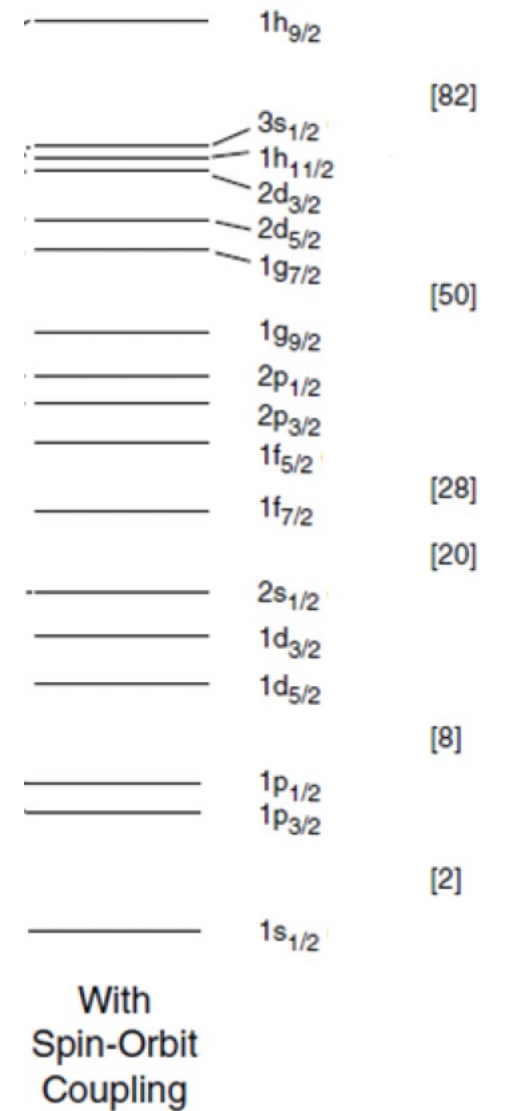 1h9/2
[82]
3s1/2
1h11/2
2d3/2
2d5/2
1g7/2
[50]
1g9/2
2p1/2
2p3/2
1f5/2
[28]
1f7/2
[20]
2s1/2
1d3/2
1d5/2
[8]
1p1/2
1p3/2
[2]
1s1/2
With
Spin-Orbit
Coupling